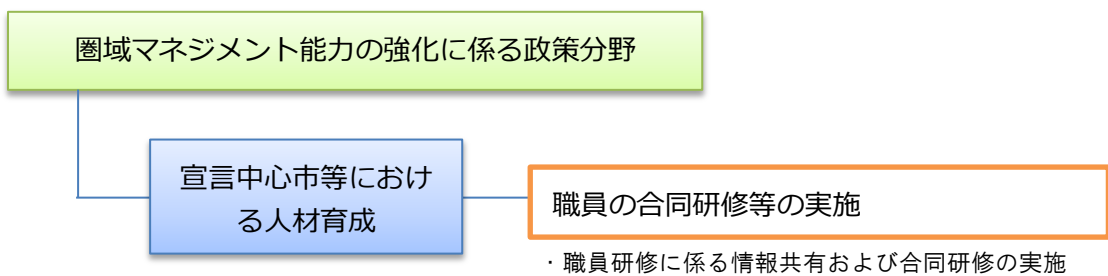 圏域マネジメント能力の強化に係る政策分野
宣言中心市等におけ
る人材育成
職員の合同研修等の実施
・職員研修に係る情報共有および合同研修の実施